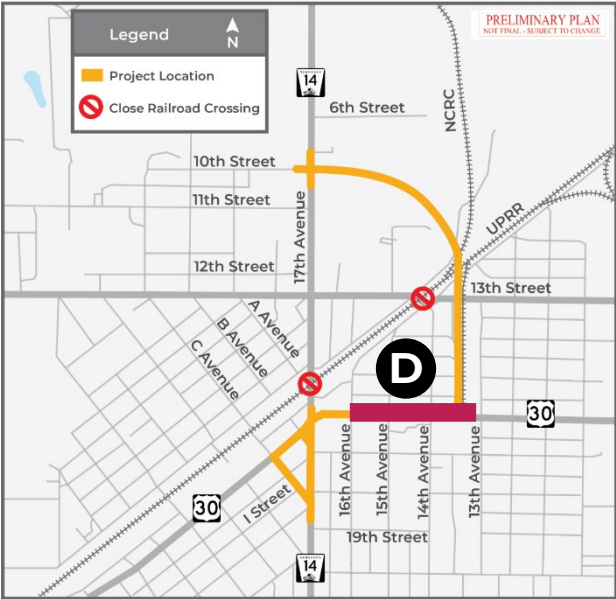 PRELIMINARY PLAN
NOT FINAL - SUBJECT TO CHANGE
Legend
N
Project Location
Close Railroad Crossing
14
6th Street
NCRC
10th Street
11th Street
17th Avenue
UPRR
12th Street
13th Street
A Avenue
B Avenue
C Avenue
D
30
16th Avenue
15th Avenue
14th Avenue
13th Avenue
I Street
30
19th Street
14